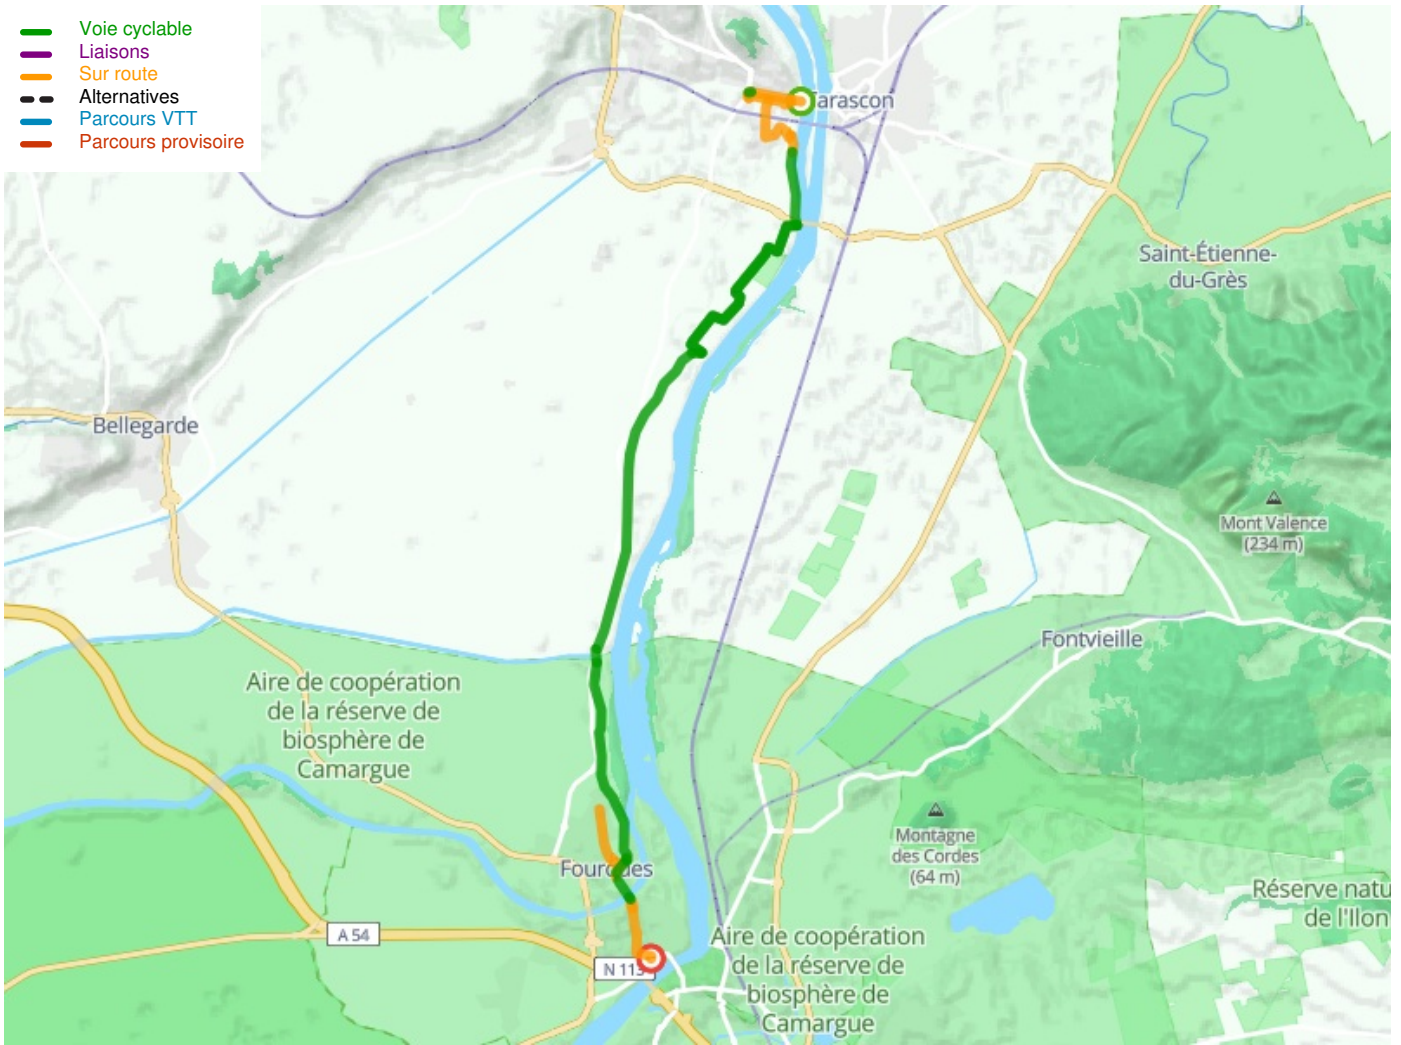 Voie cyclable
Liaisons
Sur route
Alternatives
Parcours VTT
Parcours provisoire
Tarascon
Saint-Étienne-
du-Grès
Bellegarde
Mont Valence
(234 m)
Fontvieille
Aire de coopération
de la réserve de
biosphère de
Camargue
Montagne
des Cordes
(64 m)
Fourques
Réserve natu
de l'Ilon
A 54
Aire de coopération
de la réserve de
biosphère de
Camargue
N 113